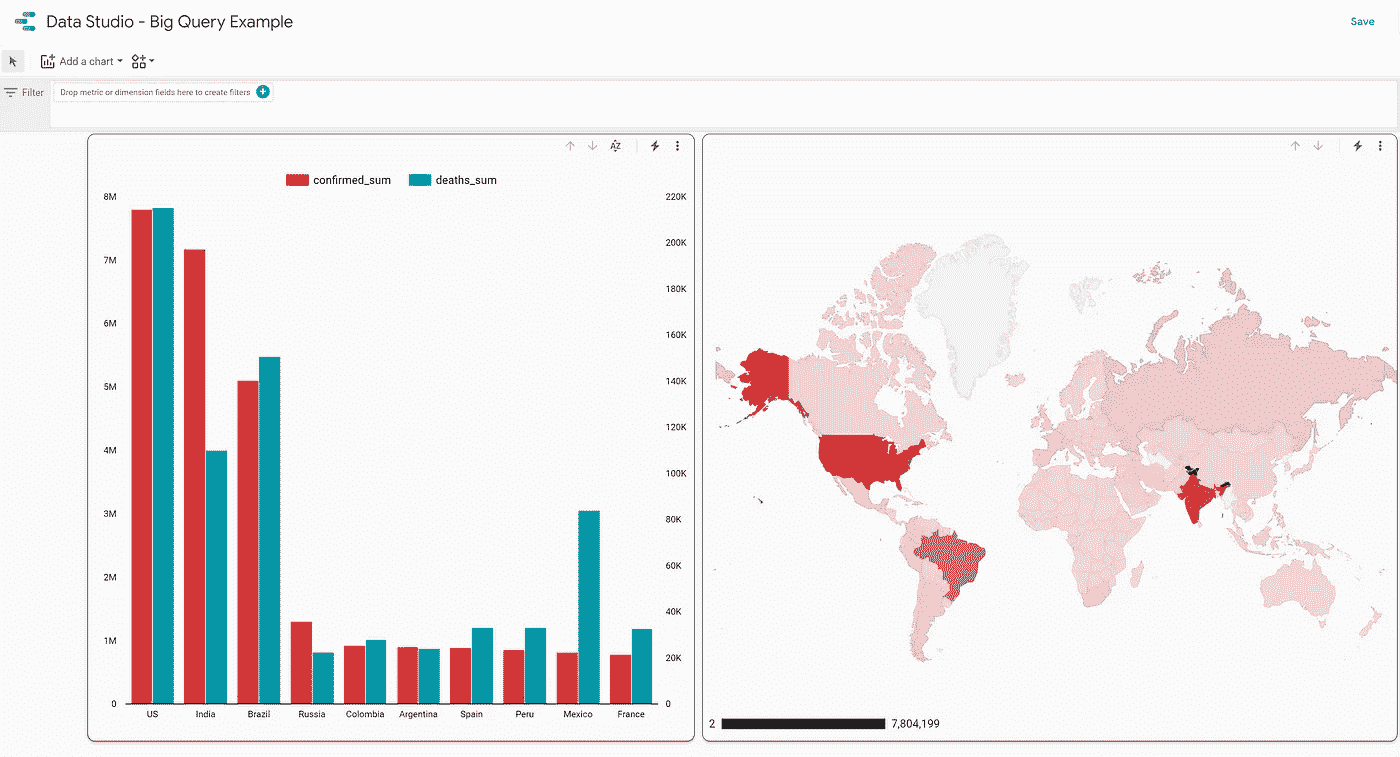 Data Studio - Big Query Example
Save
Add a chart
Filter
Drop metric or dimension fields here to create filters
AZ
confirmed_sum deaths_sum
8M
7M
6M
5M
4M
3M
2M
1M
0
220K
200K
180K
160K
140K
120K
100K
80K
60K
40K
20K
0
US India Brazil Russia Colombia Argentina Spain Peru Mexico France
2 7,804,199